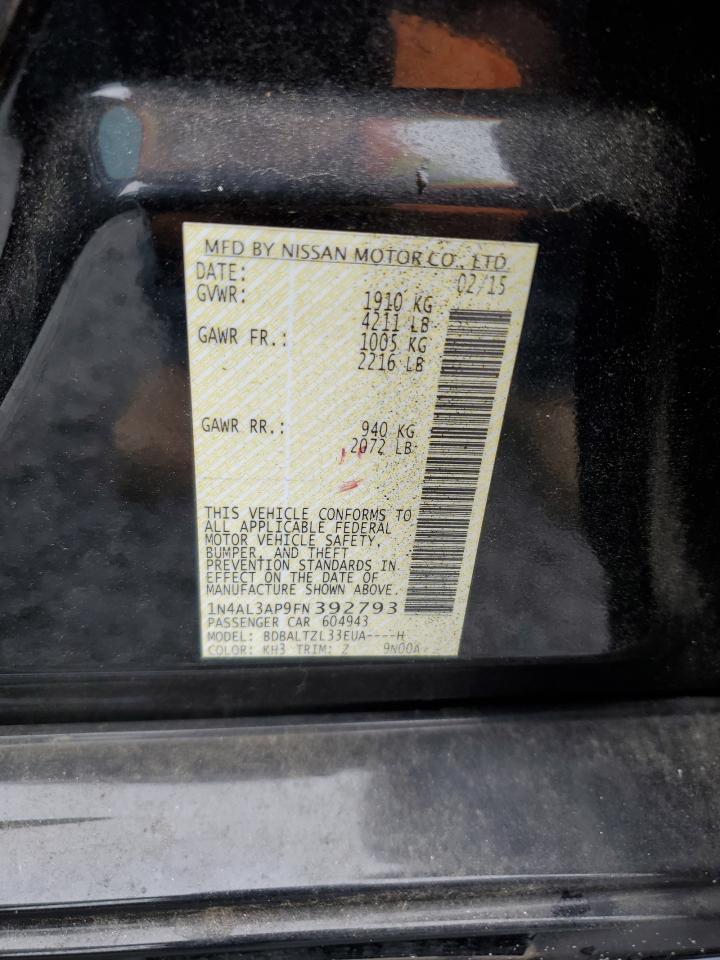 MFD BY NISSAN MOTOR CO., LTD.
DATE: 02/15
GVWR: 1910 KG
4211 LB
GAWR FR.: 1005 KG
2216 LB
GAWR RR.: 940 KG
2072 LB
THIS VEHICLE CONFORMS TO
ALL APPLICABLE FEDERAL
MOTOR VEHICLE SAFETY,
BUMPER, AND THEFT
PREVENTION STANDARDS IN
EFFECT ON THE DATE OF
MANUFACTURE SHOWN ABOVE.
1N4AL3AP9FN392793
PASSENGER CAR 604943
MODEL: BDBALTZL33EUA----H
COLOR: KH3 TRIM: Z